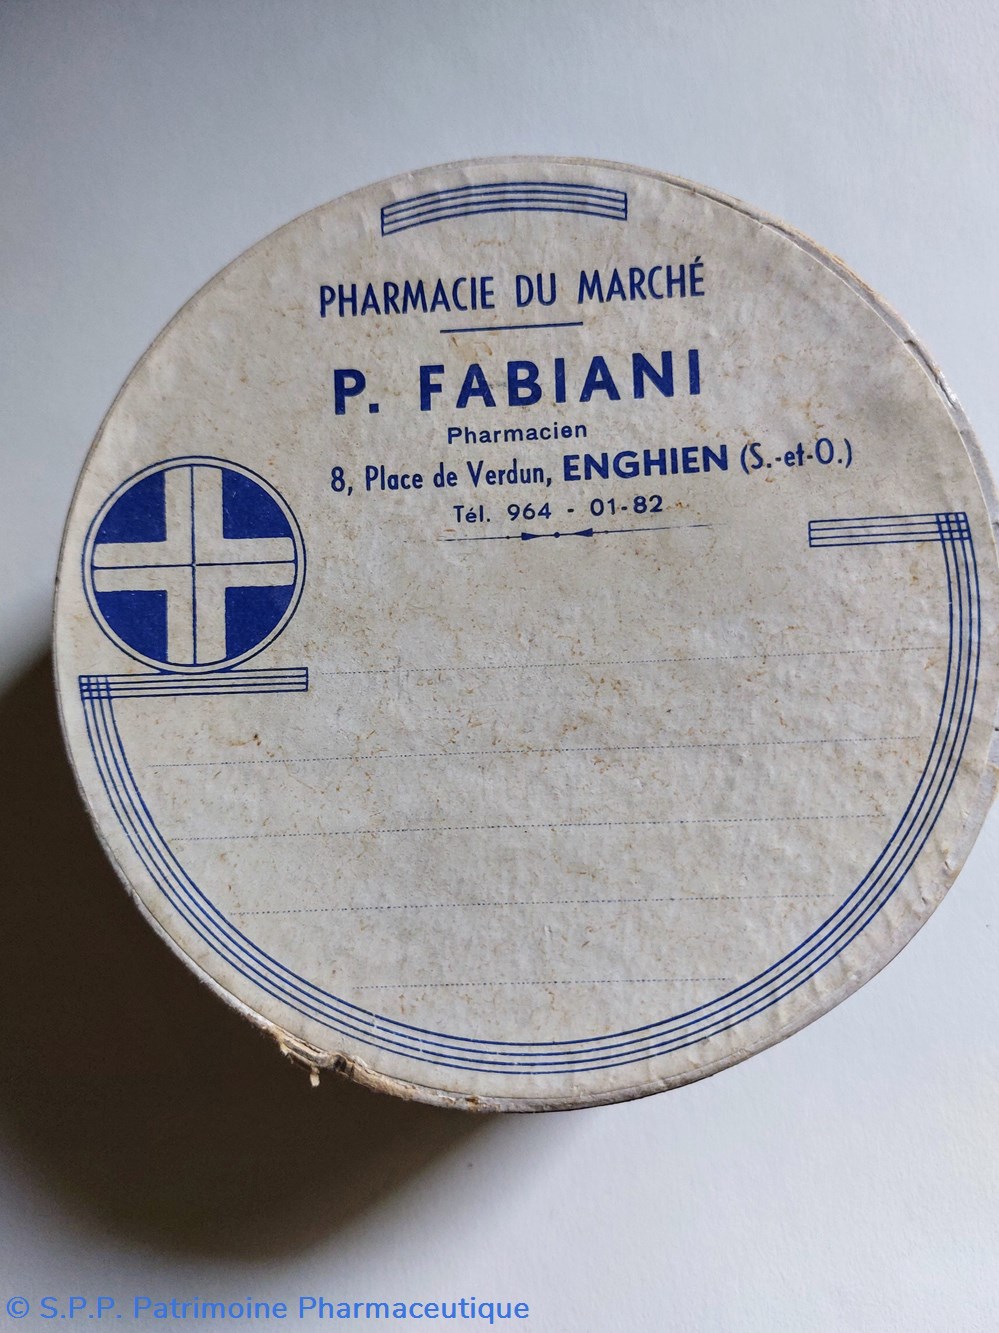 PHARMACIE DU MARCHÉ
P. FABIANI
Pharmacien
8, Place de Verdun, ENGHIEN (S.-et-O.)
Tél. 964 - 01-82
© S.P.P. Patrimoine Pharmaceutique